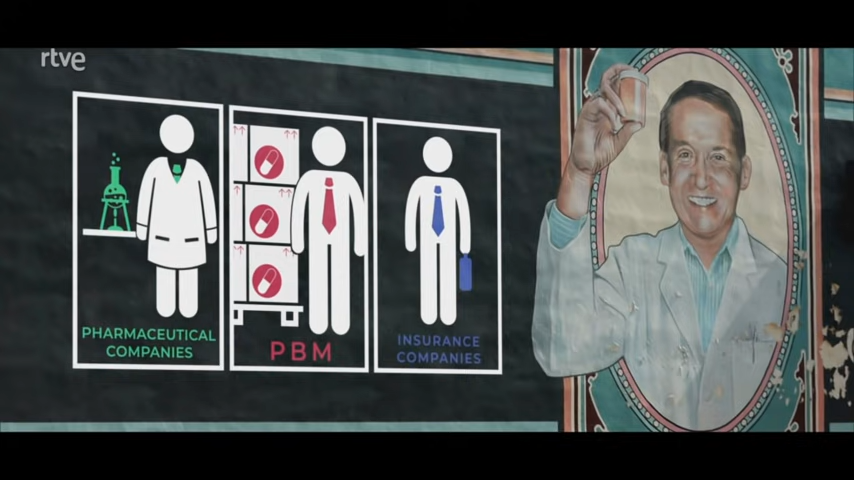 rtve
PHARMACEUTICAL
COMPANIES
PBM
INSURANCE
COMPANIES